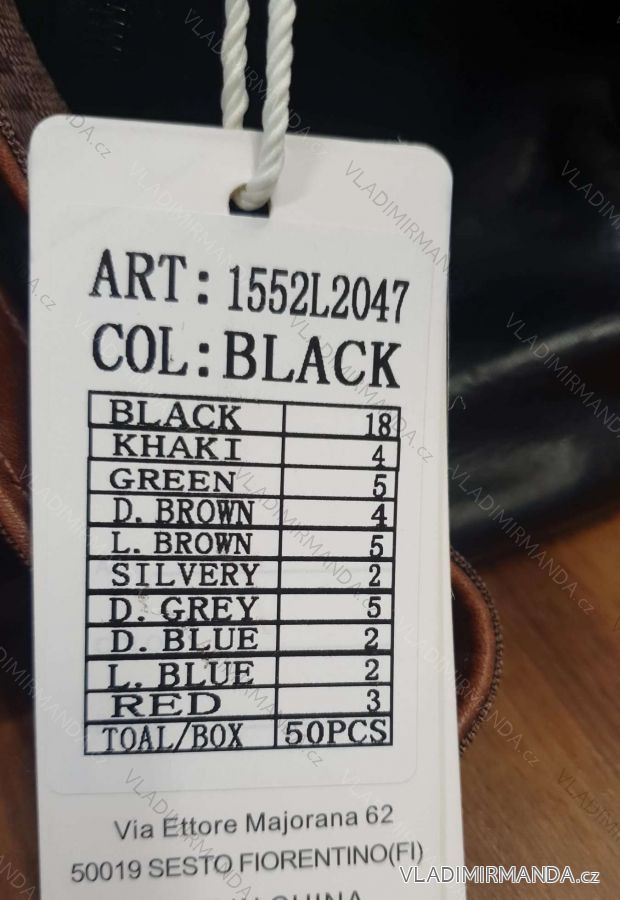 ART: 1552L2047
COL: BLACK
BLACK 18
KHAKI 4
GREEN 5
D. BROWN 4
L. BROWN 5
SILVERY 2
D. GREY 5
D. BLUE 2
L. BLUE 2
RED 3
TOAL/BOX 50PCS
Via Ettore Majorana 62
50019 SESTO FIORENTINO(FI)
VLADIMIRMANDA.cz